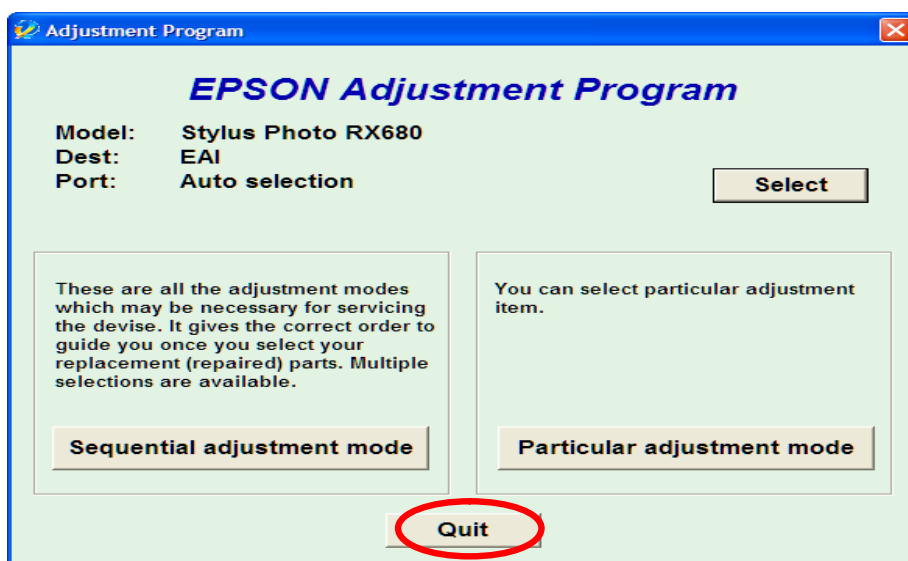 Adjustment Program
EPSON Adjustment Program
Model: Stylus Photo RX680
Dest: EAI
Port: Auto selection
Select
These are all the adjustment modes
which may be necessary for servicing
the devise. It gives the correct order to
guide you once you select your
replacement (repaired) parts. Multiple
selections are available.
Sequential adjustment mode
You can select particular adjustment
item.
Particular adjustment mode
Quit